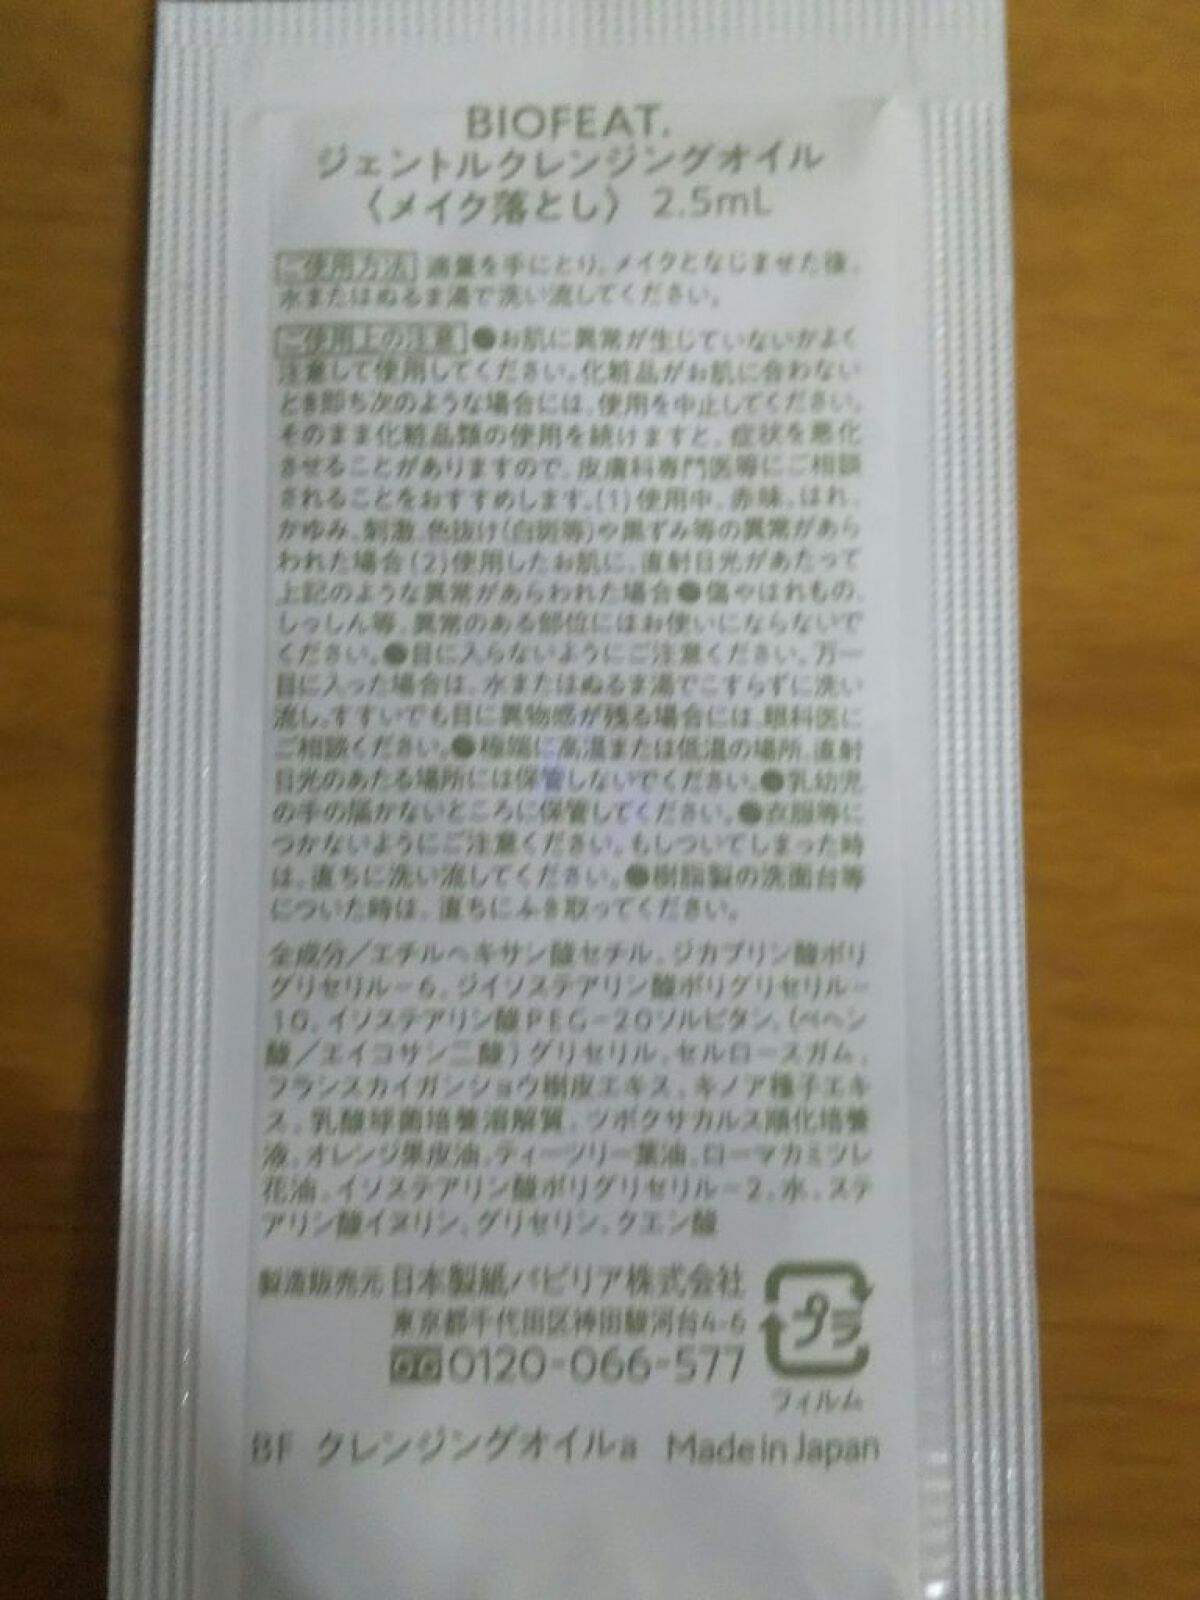 BIOFEAT.
ジェントルクレンジングオイル
〈メイク落とし〉 2.5mL
ご使用方法 適量を手にとり、メイクとなじませた後、
水またはぬるま湯で洗い流してください。
ご使用上の注意 ●お肌に異常が生じていないかよく
注意して使用してください。化粧品がお肌に合わない
とき即ち次のような場合には、使用を中止してください。
そのまま化粧品類の使用を続けますと、症状を悪化
させることがありますので、皮膚科専門医等にご相談
されることをおすすめします。(1)使用中、赤味、はれ、
かゆみ、刺激、色抜け(白斑等)や黒ずみ等の異常があら
われた場合(2)使用したお肌に、直射日光があたって
上記のような異常があらわれた場合●傷やはれもの、
しっしん等、異常のある部位にはお使いにならないで
ください。●目に入らないようにご注意ください。万一
目に入った場合は、水またはぬるま湯でこすらずに洗い
流し、すすいでも目に異物感が残る場合には、眼科医に
ご相談ください。●極端に高温または低温の場所、直射
日光のあたる場所には保管しないでください。●乳幼児
の手の届かないところに保管してください。●衣服等に
つかないようにご注意ください。もしついてしまった時
は、直ちに洗い流してください。●樹脂製の洗面台等
についた時は、直ちにふき取ってください。
全成分／エチルヘキサン酸セチル、ジカプリン酸ポリ
グリセリル-6、ジイソステアリン酸ポリグリセリル-
10、イソステアリン酸PEG-20ソルビタン、(ベヘン
酸／エイコサン二酸)グリセリル、セルロースガム、
フランスカイガンショウ樹皮エキス、キノア種子エキ
ス、乳酸球菌培養溶解質、ツボクサカルス順化培養
液、オレンジ果皮油、ティーツリー葉油、ローマカミツレ
花油、イソステアリン酸ポリグリセリル-2、水、ステ
アリン酸イヌリン、グリセリン、クエン酸
製造販売元 日本製紙パピリア株式会社
東京都千代田区神田駿河台4-6
0120-066-577
プラ
フィルム
BF クレンジングオイルa Made in Japan